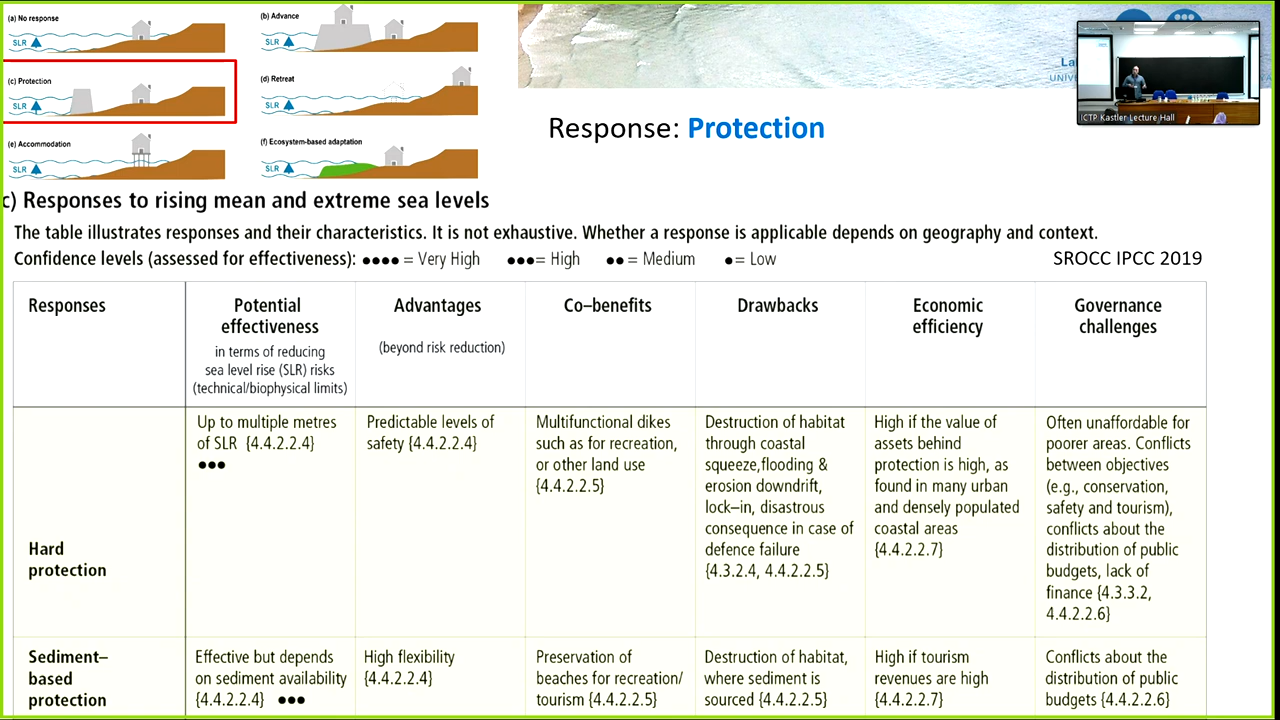 (a) No response
SLR
(b) Advance
SLR
(c) Protection
SLR
(d) Retreat
SLR
(e) Accommodation
SLR
(f) Ecosystem-based adaptation
SLR
ICTP Kastler Lecture Hall
Response: Protection
c) Responses to rising mean and extreme sea levels
The table illustrates responses and their characteristics. It is not exhaustive. Whether a response is applicable depends on geography and context.
Confidence levels (assessed for effectiveness): ●●●● = Very High ●●●= High ●●= Medium ●= Low
SROCC IPCC 2019
Responses
Potential
effectiveness
in terms of reducing
sea level rise (SLR) risks
(technical/biophysical limits)
Advantages
(beyond risk reduction)
Co–benefits
Drawbacks
Economic
efficiency
Governance
challenges
Hard
protection
Up to multiple metres
of SLR {4.4.2.2.4}
●●●
Predictable levels of
safety {4.4.2.2.4}
Multifunctional dikes
such as for recreation,
or other land use
{4.4.2.2.5}
Destruction of habitat
through coastal
squeeze,flooding &
erosion downdrift,
lock–in, disastrous
consequence in case of
defence failure
{4.3.2.4, 4.4.2.2.5}
High if the value of
assets behind
protection is high, as
found in many urban
and densely populated
coastal areas
{4.4.2.2.7}
Often unaffordable for
poorer areas. Conflicts
between objectives
(e.g., conservation,
safety and tourism),
conflicts about the
distribution of public
budgets, lack of
finance {4.3.3.2,
4.4.2.2.6}
Sediment–
based
protection
Effective but depends
on sediment availability
{4.4.2.2.4} ●●●
High flexibility
{4.4.2.2.4}
Preservation of
beaches for recreation/
tourism {4.4.2.2.5}
Destruction of habitat,
where sediment is
sourced {4.4.2.2.5}
High if tourism
revenues are high
{4.4.2.2.7}
Conflicts about the
distribution of public
budgets {4.4.2.2.6}